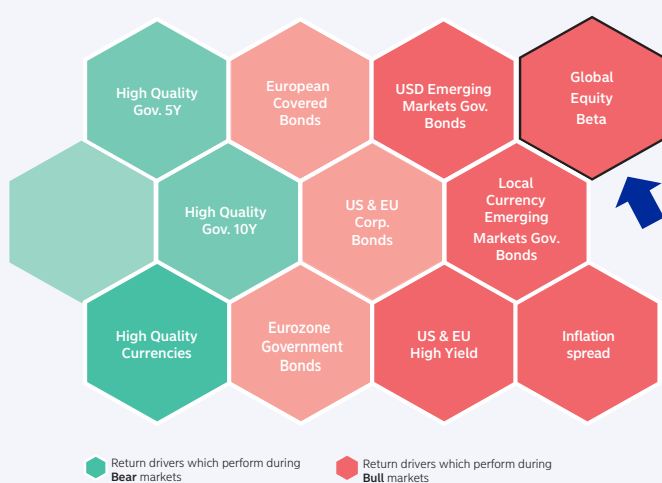 High Quality
Gov. 5Y
European
Covered
Bonds
USD Emerging
Markets Gov.
Bonds
Global
Equity
Beta
High Quality
Gov. 10Y
US & EU
Corp.
Bonds
Local
Currency
Emerging
Markets Gov.
Bonds
High Quality
Currencies
Eurozone
Government
Bonds
US & EU
High Yield
Inflation
spread
Return drivers which perform during
Bear markets
Return drivers which perform during
Bull markets